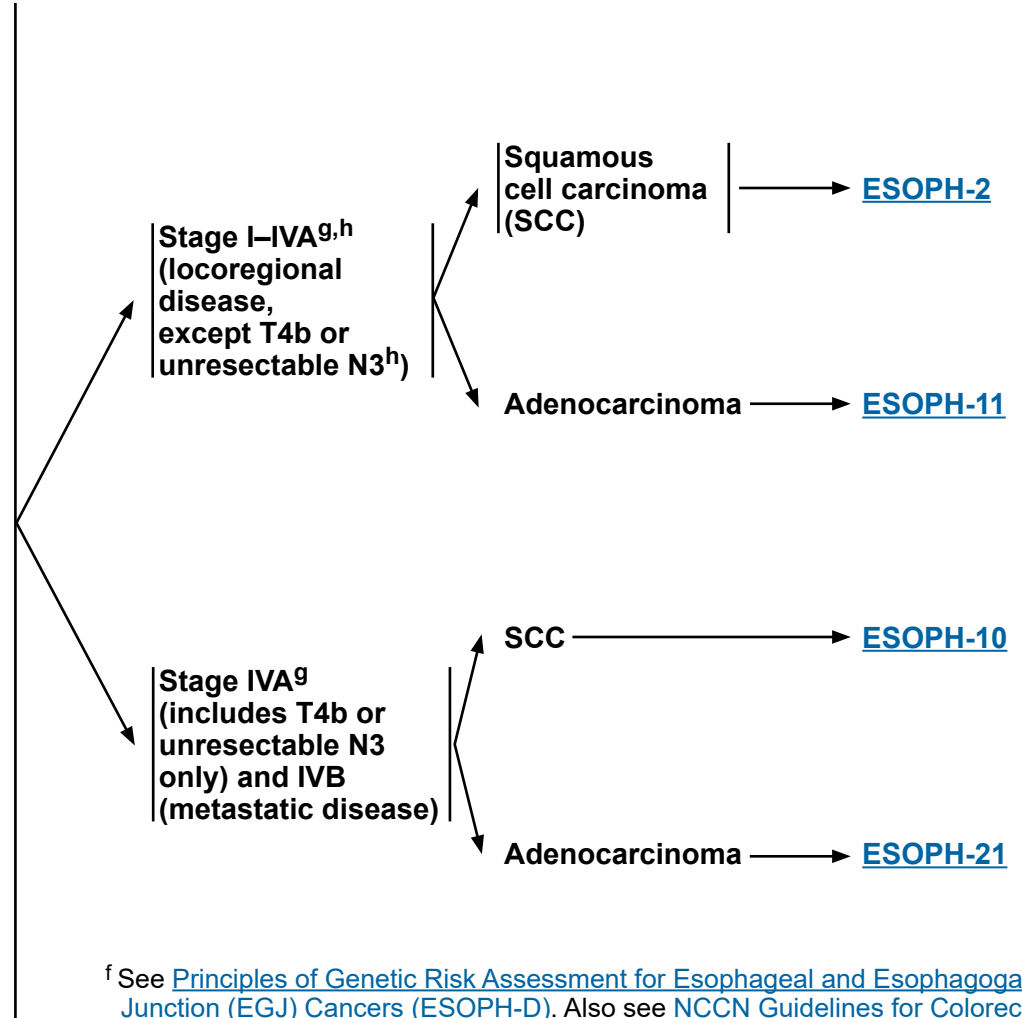 Squamous
cell carcinoma
(SCC)
ESOPH-2
Stage I–IVAg,h
(locoregional
disease,
except T4b or
unresectable N3h)
Adenocarcinoma
ESOPH-11
SCC
ESOPH-10
Stage IVAg
(includes T4b or
unresectable N3
only) and IVB
(metastatic disease)
Adenocarcinoma
ESOPH-21
f See Principles of Genetic Risk Assessment for Esophageal and Esophagoga
Junction (EGJ) Cancers (ESOPH-D). Also see NCCN Guidelines for Colorec